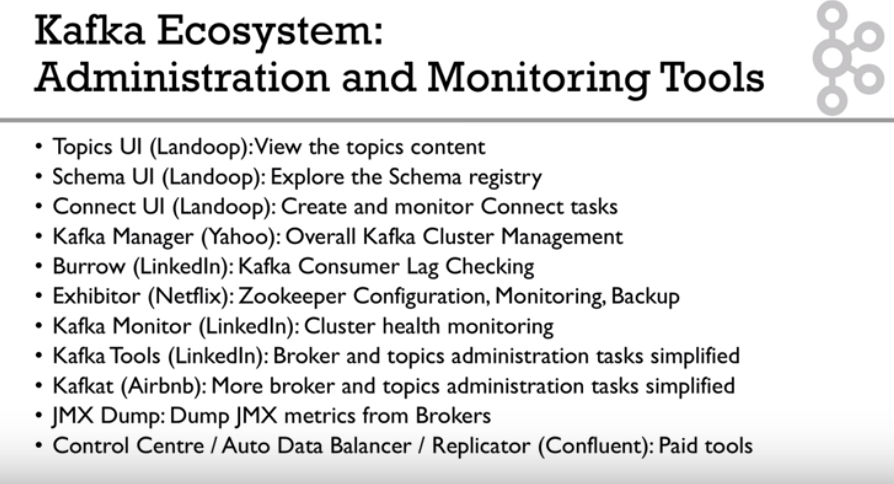 Kafka Ecosystem:
Administration and Monitoring Tools
• Topics UI (Landoop):View the topics content
• Schema UI (Landoop): Explore the Schema registry
• Connect UI (Landoop): Create and monitor Connect tasks
• Kafka Manager (Yahoo): Overall Kafka Cluster Management
• Burrow (LinkedIn): Kafka Consumer Lag Checking
• Exhibitor (Netflix): Zookeeper Configuration, Monitoring, Backup
• Kafka Monitor (LinkedIn): Cluster health monitoring
• Kafka Tools (LinkedIn): Broker and topics administration tasks simplified
• Kafkat (Airbnb): More broker and topics administration tasks simplified
• JMX Dump: Dump JMX metrics from Brokers
• Control Centre / Auto Data Balancer / Replicator (Confluent): Paid tools